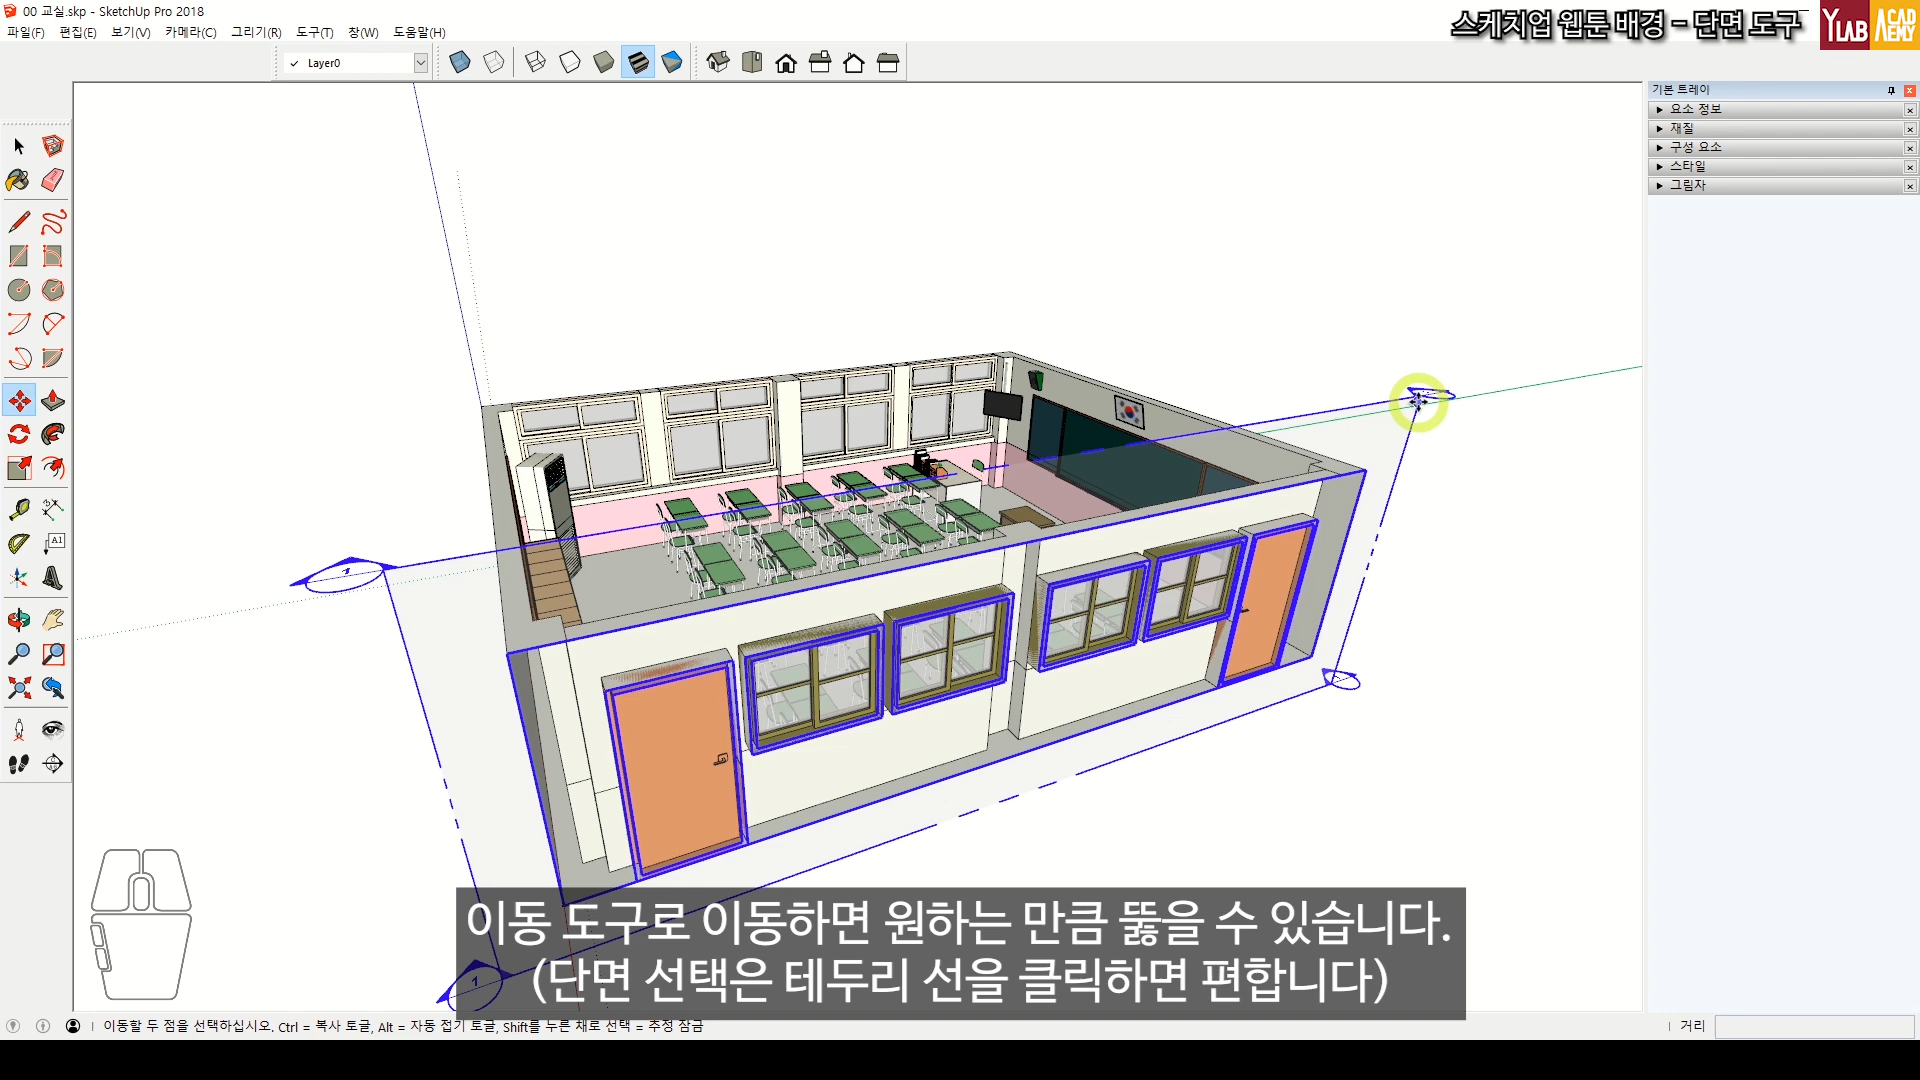 00 교실.skp - SketchUp Pro 2018
스케치업 웹툰 배경 - 단면 도구
YLAB ACADEMY
파일(F) 편집(E) 보기(V) 카메라(C) 그리기(R) 도구(T) 창(W) 도움말(H)
Layer0
기본 트레이
요소 정보
재질
구성 요소
스타일
그림자
A1
1
1
이동 도구로 이동하면 원하는 만큼 뚫을 수 있습니다.
(단면 선택은 테두리 선을 클릭하면 편합니다)
이동할 두 점을 선택하십시오. Ctrl = 복사 토글, Alt = 자동 접기 토글, Shift를 누른 채로 선택 = 추정 잠금
거리